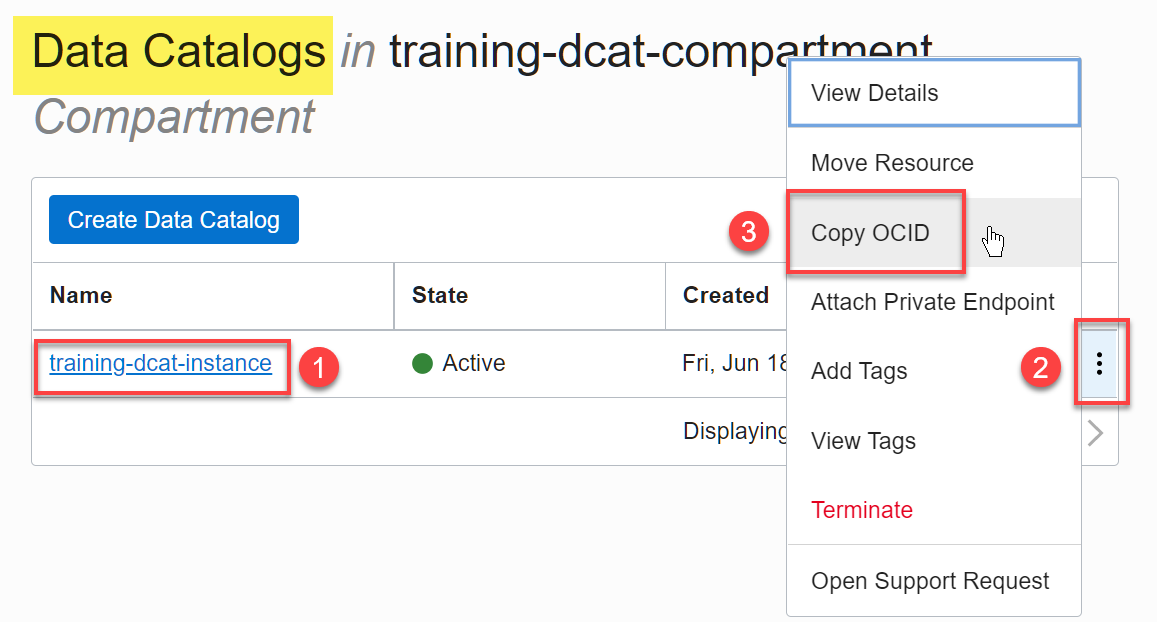 Data Catalogs in training-dcat-compartment
Compartment
View Details
Move Resource
Create Data Catalog
3
Copy OCID
Name State Created
Attach Private Endpoint
training-dcat-instance
1
Active
Fri, Jun 18
Add Tags
2
Displaying
View Tags
Terminate
Open Support Request